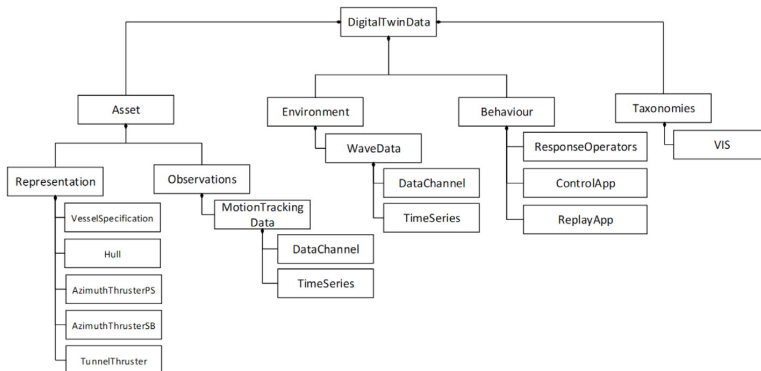 DigitalTwinData
Asset
Environment
Behaviour
Taxonomies
WaveData
ResponseOperators
VIS
Representation
Observations
DataChannel
ControlApp
VesselSpecification
MotionTracking
Data
TimeSeries
ReplayApp
Hull
DataChannel
AzimuthThrusterPS
TimeSeries
AzimuthThrusterSB
TunnelThruster